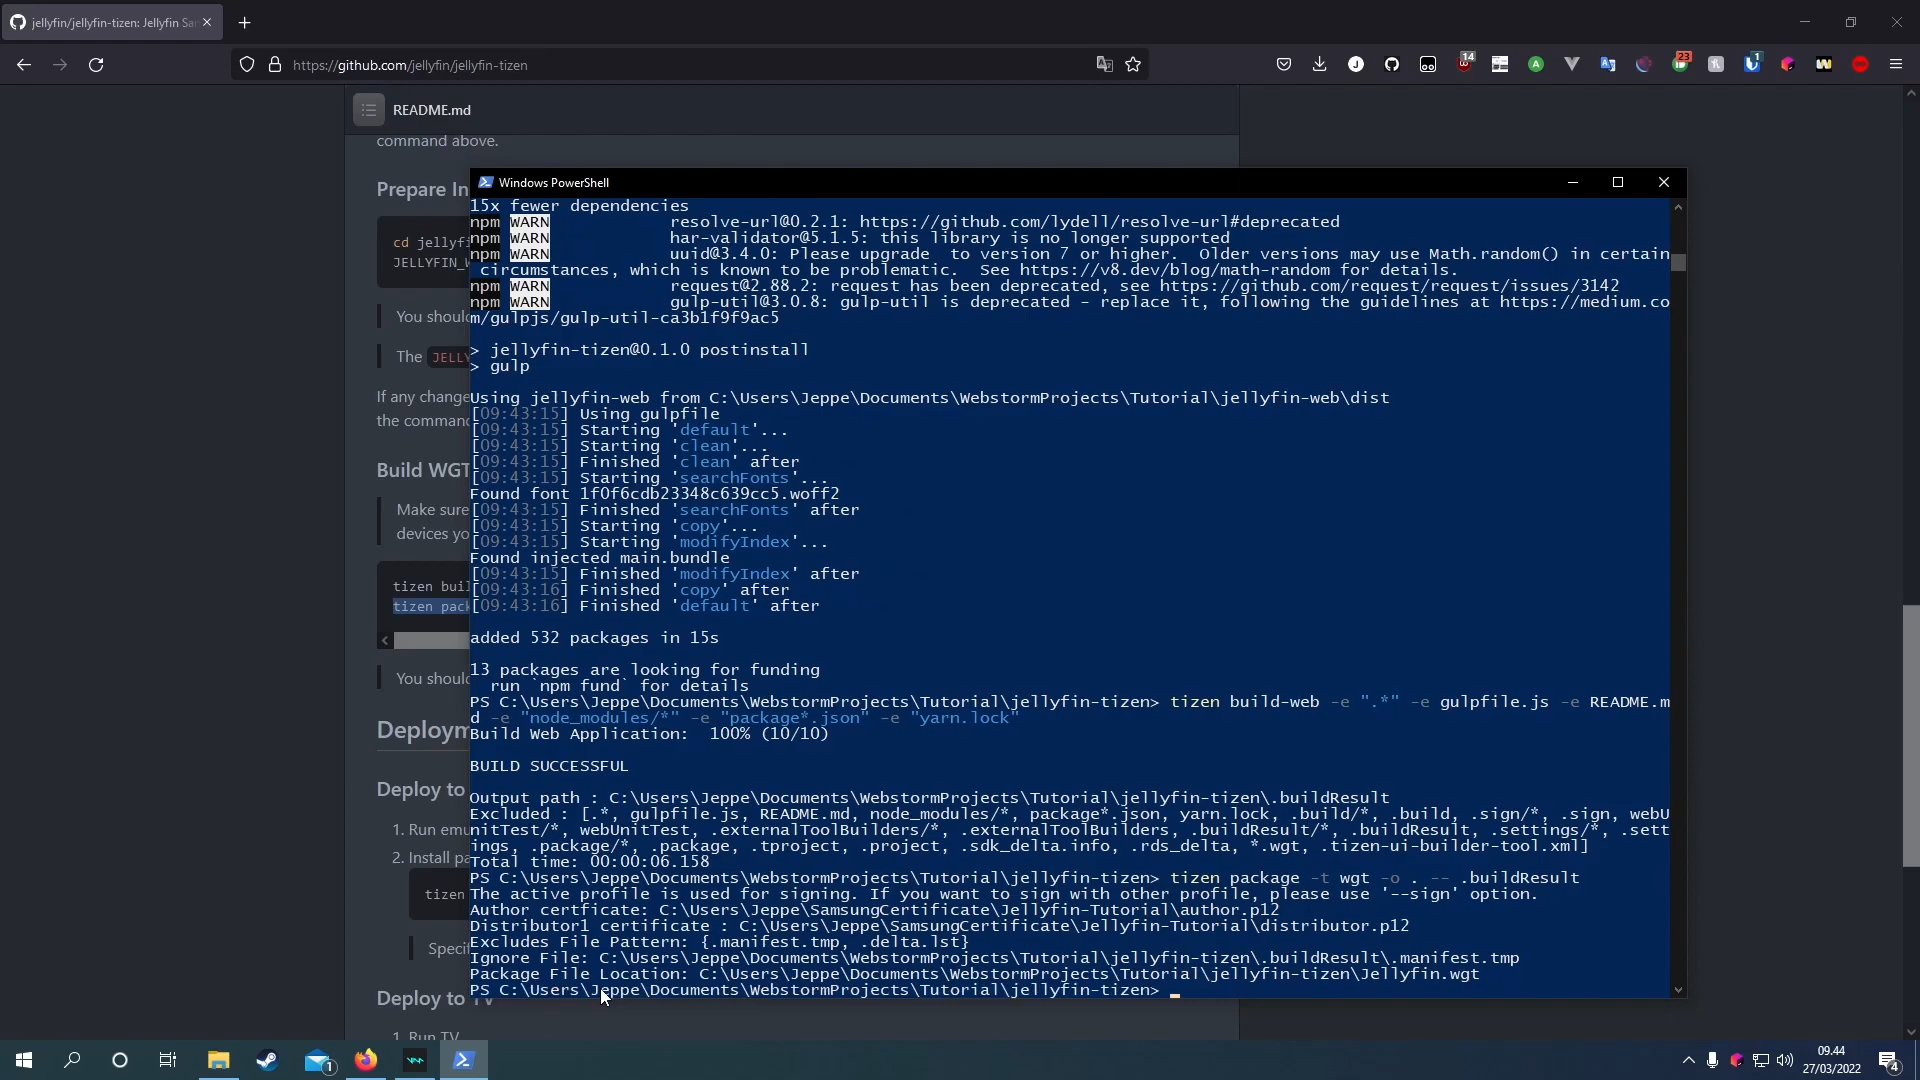 jellyfin/jellyfin-tizen: Jellyfin Sa
https://github.com/jellyfin/jellyfin-tizen
14
23
1
README.md
command above.
Prepare In
cd jellyfi
JELLYFIN_W
You should
The JELLY
If any change
the command
Build WGT
Make sure
devices yo
tizen buil
tizen pack
You should
Deploym
Deploy to
1. Run emu
2. Install pa
tizen
Specif
Deploy to TV
1. Run TV
Windows PowerShell
15x fewer dependencies
npm WARN resolve-url@0.2.1: https://github.com/lydell/resolve-url#deprecated
npm WARN har-validator@5.1.5: this library is no longer supported
npm WARN uuid@3.4.0: Please upgrade  to version 7 or higher.  Older versions may use Math.random() in certain
 circumstances, which is known to be problematic.  See https://v8.dev/blog/math-random for details.
npm WARN request@2.88.2: request has been deprecated, see https://github.com/request/request/issues/3142
npm WARN gulp-util@3.0.8: gulp-util is deprecated - replace it, following the guidelines at https://medium.co
m/gulpjs/gulp-util-ca3b1f9f9ac5
> jellyfin-tizen@0.1.0 postinstall
> gulp
Using jellyfin-web from C:\Users\Jeppe\Documents\WebstormProjects\Tutorial\jellyfin-web\dist
[09:43:15] Using gulpfile
[09:43:15] Starting 'default'...
[09:43:15] Starting 'clean'...
[09:43:15] Finished 'clean' after
[09:43:15] Starting 'searchFonts'...
Found font 1f0f6cdb23348c639cc5.woff2
[09:43:15] Finished 'searchFonts' after
[09:43:15] Starting 'copy'...
[09:43:15] Starting 'modifyIndex'...
Found injected main.bundle
[09:43:15] Finished 'modifyIndex' after
[09:43:16] Finished 'copy' after
[09:43:16] Finished 'default' after
added 532 packages in 15s
13 packages are looking for funding
run `npm fund` for details
PS C:\Users\Jeppe\Documents\WebstormProjects\Tutorial\jellyfin-tizen> tizen build-web -e ".*" -e gulpfile.js -e README.m
d -e "node_modules/*" -e "package*.json" -e "yarn.lock"
Build Web Application:  100% (10/10)
BUILD SUCCESSFUL
Output path : C:\Users\Jeppe\Documents\WebstormProjects\Tutorial\jellyfin-tizen\.buildResult
Excluded : [.*, gulpfile.js, README.md, node_modules/*, package*.json, yarn.lock, .build/*, .build, .sign/*, .sign, webU
nitTest/*, webUnitTest, .externalToolBuilders/*, .externalToolBuilders, .buildResult/*, .buildResult, .settings/*, .sett
ings, .package/*, .package, .tproject, .project, .sdk_delta.info, .rds_delta, *.wgt, .tizen-ui-builder-tool.xml]
Total time: 00:00:06.158
PS C:\Users\Jeppe\Documents\WebstormProjects\Tutorial\jellyfin-tizen> tizen package -t wgt -o . -- .buildResult
The active profile is used for signing. If you want to sign with other profile, please use '--sign' option.
Author certficate: C:\Users\Jeppe\SamsungCertificate\Jellyfin-Tutorial\author.p12
Distributor1 certificate : C:\Users\Jeppe\SamsungCertificate\Jellyfin-Tutorial\distributor.p12
Excludes File Pattern: {.manifest.tmp, .delta.lst}
Ignore File: C:\Users\Jeppe\Documents\WebstormProjects\Tutorial\jellyfin-tizen\.buildResult\.manifest.tmp
Package File Location: C:\Users\Jeppe\Documents\WebstormProjects\Tutorial\jellyfin-tizen\Jellyfin.wgt
PS C:\Users\Jeppe\Documents\WebstormProjects\Tutorial\jellyfin-tizen>
1
09.44
27/03/2022
4